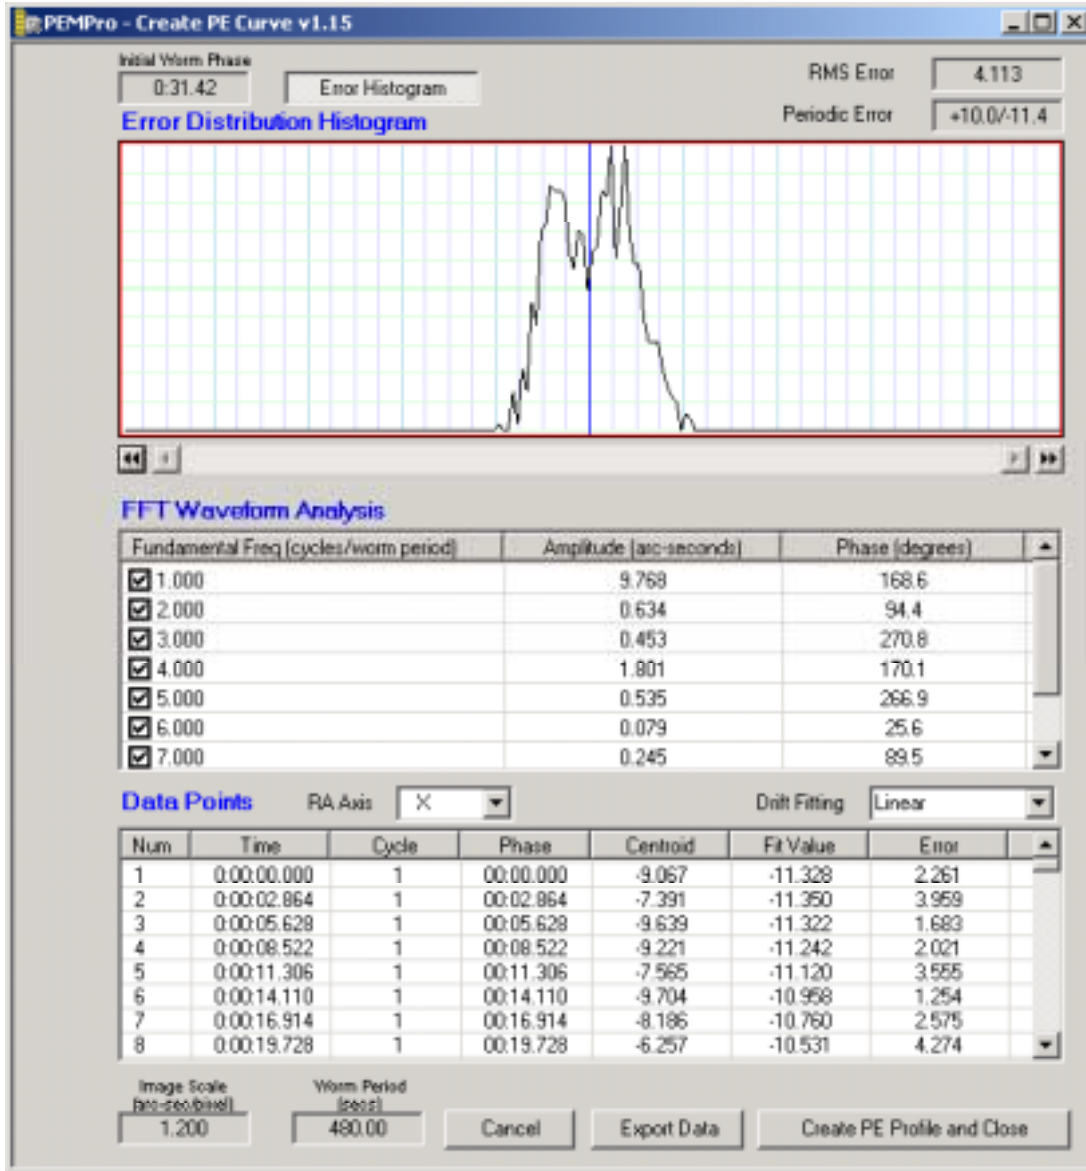 PEMPro - Create PE Curve v1.15
Initial Worm Phase
0:31.42
Error Histogram
RMS Error 4.113
Periodic Error +10.0/-11.4
Error Distribution Histogram
FFT Waveform Analysis
Fundamental Freq (cycles/worm period) Amplitude (arc-seconds) Phase (degrees)
1.000 9.768 168.6
2.000 0.634 94.4
3.000 0.453 270.8
4.000 1.801 170.1
5.000 0.535 266.9
6.000 0.079 25.6
7.000 0.245 89.5
Data Points RA Axis X Drift Fitting Linear
Num Time Cycle Phase Centroid Fit Value Error
1 0:00:00.000 1 00:00.000 -9.067 -11.328 2.261
2 0:00:02.864 1 00:02.864 -7.391 -11.350 3.959
3 0:00:05.628 1 00:05.628 -9.639 -11.322 1.683
4 0:00:08.522 1 00:08.522 -9.221 -11.242 2.021
5 0:00:11.306 1 00:11.306 -7.565 -11.120 3.555
6 0:00:14.110 1 00:14.110 -9.704 -10.958 1.254
7 0:00:16.914 1 00:16.914 -8.186 -10.760 2.575
8 0:00:19.728 1 00:19.728 -6.257 -10.531 4.274
Image Scale Worm Period
(arc-sec/pixel) (secs)
1.200 480.00 Cancel Export Data Create PE Profile and Close